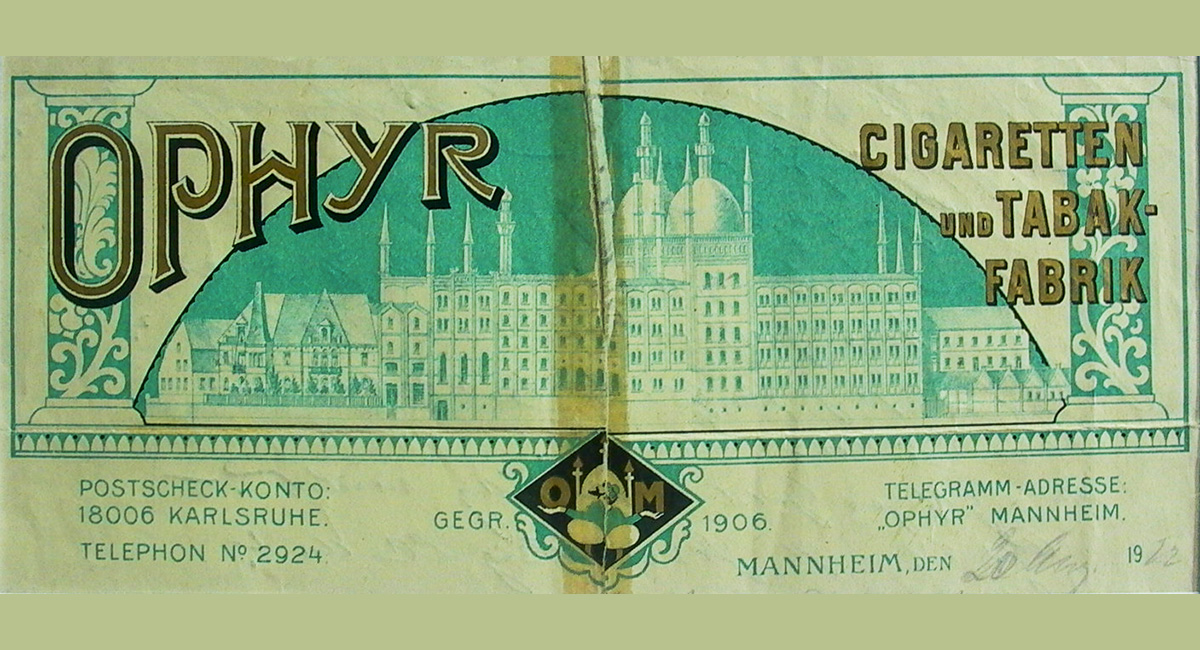 OPHYR
CIGARETTEN
UND TABAK-
FABRIK
POSTSCHECK-KONTO:
18006 KARLSRUHE.
TELEPHON Nº 2924.
GEGR. 1906.
O M
TELEGRAMM-ADRESSE:
„OPHYR" MANNHEIM.
MANNHEIM, DEN 19